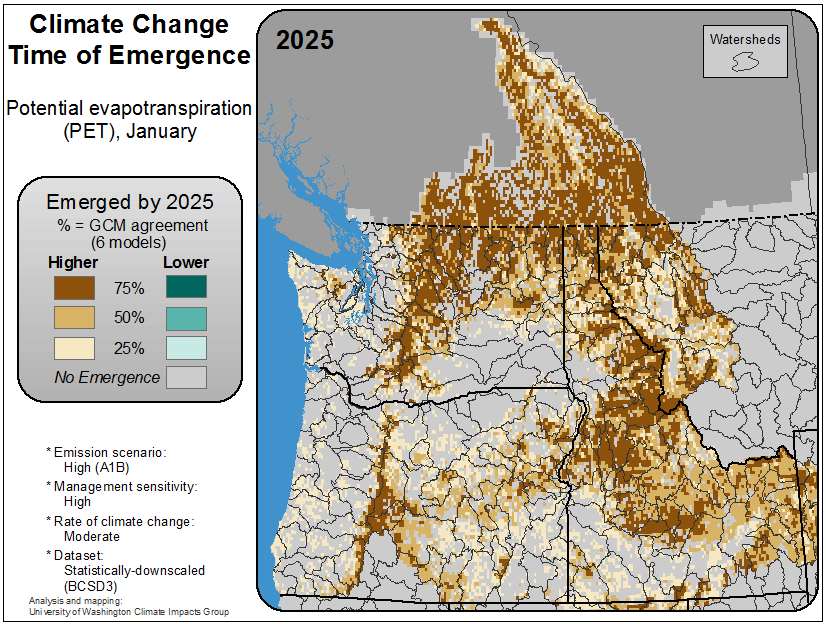 Climate Change
Time of Emergence
Potential evapotranspiration
(PET), January
Emerged by 2025
% = GCM agreement
(6 models)
Higher Lower
75%
50%
25%
No Emergence
* Emission scenario:
High (A1B)
* Management sensitivity:
High
* Rate of climate change:
Moderate
* Dataset:
Statistically-downscaled
(BCSD3)
Analysis and mapping:
University of Washington Climate Impacts Group
2025
Watersheds